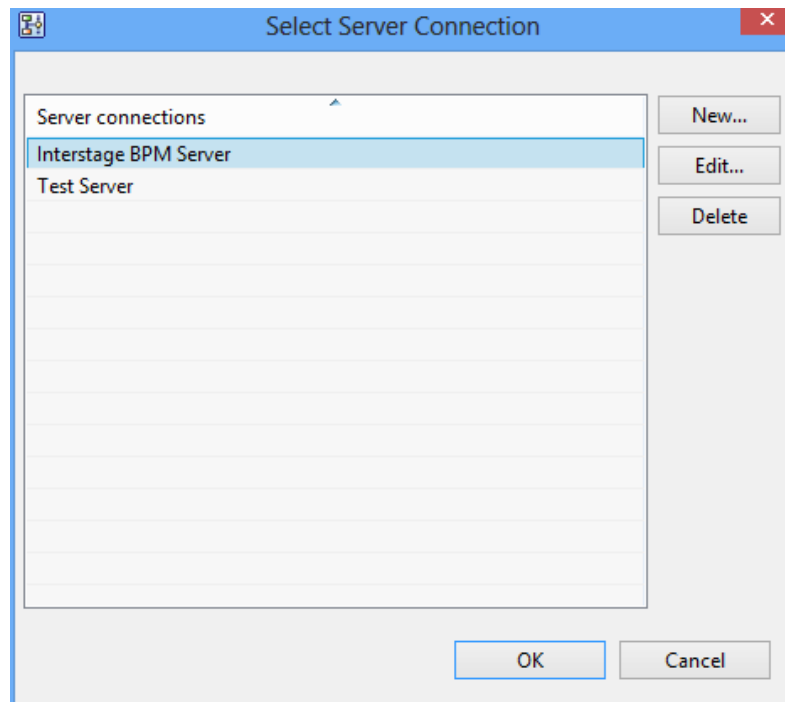 Select Server Connection
Server connections
Interstage BPM Server
Test Server
New...
Edit...
Delete
OK
Cancel